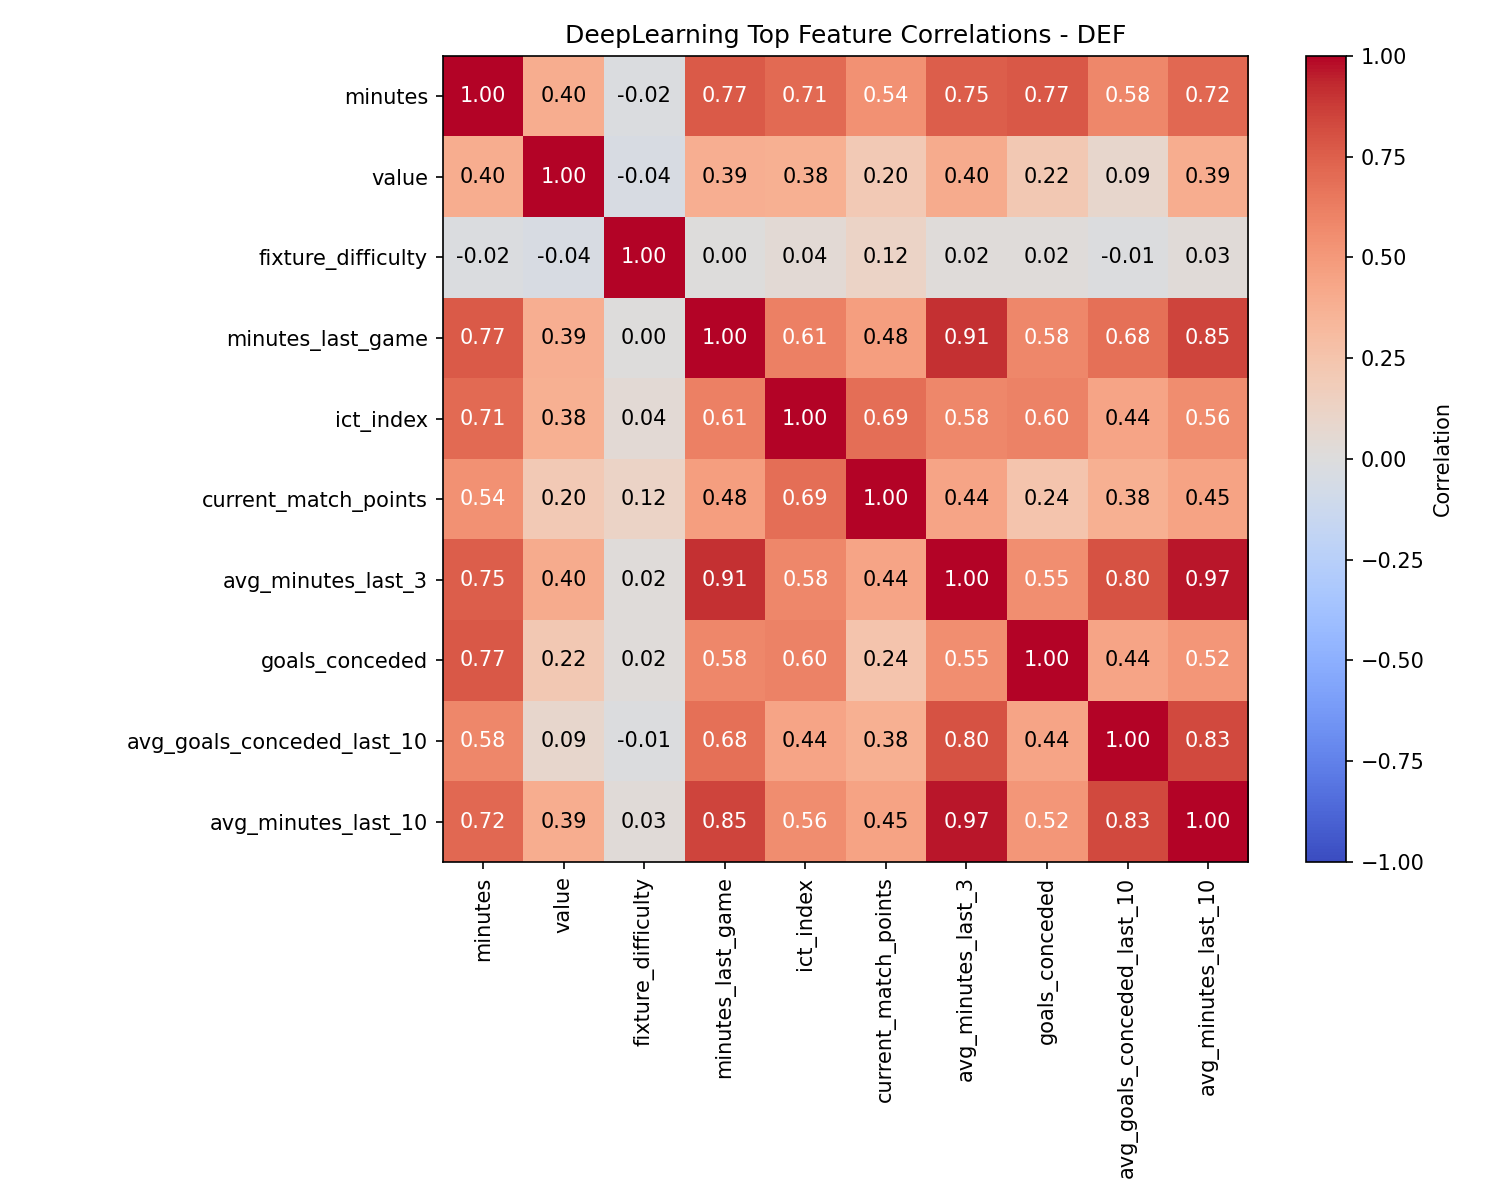 DeepLearning Top Feature Correlations - DEF
minutes 1.00 0.40 -0.02 0.77 0.71 0.54 0.75 0.77 0.58 0.72
value 0.40 1.00 -0.04 0.39 0.38 0.20 0.40 0.22 0.09 0.39
fixture_difficulty -0.02 -0.04 1.00 0.00 0.04 0.12 0.02 0.02 -0.01 0.03
minutes_last_game 0.77 0.39 0.00 1.00 0.61 0.48 0.91 0.58 0.68 0.85
ict_index 0.71 0.38 0.04 0.61 1.00 0.69 0.58 0.60 0.44 0.56
current_match_points 0.54 0.20 0.12 0.48 0.69 1.00 0.44 0.24 0.38 0.45
avg_minutes_last_3 0.75 0.40 0.02 0.91 0.58 0.44 1.00 0.55 0.80 0.97
goals_conceded 0.77 0.22 0.02 0.58 0.60 0.24 0.55 1.00 0.44 0.52
avg_goals_conceded_last_10 0.58 0.09 -0.01 0.68 0.44 0.38 0.80 0.44 1.00 0.83
avg_minutes_last_10 0.72 0.39 0.03 0.85 0.56 0.45 0.97 0.52 0.83 1.00
minutes
value
fixture_difficulty
minutes_last_game
ict_index
current_match_points
avg_minutes_last_3
goals_conceded
avg_goals_conceded_last_10
avg_minutes_last_10
1.00
0.75
0.50
0.25
0.00
−0.25
−0.50
−0.75
−1.00
Correlation